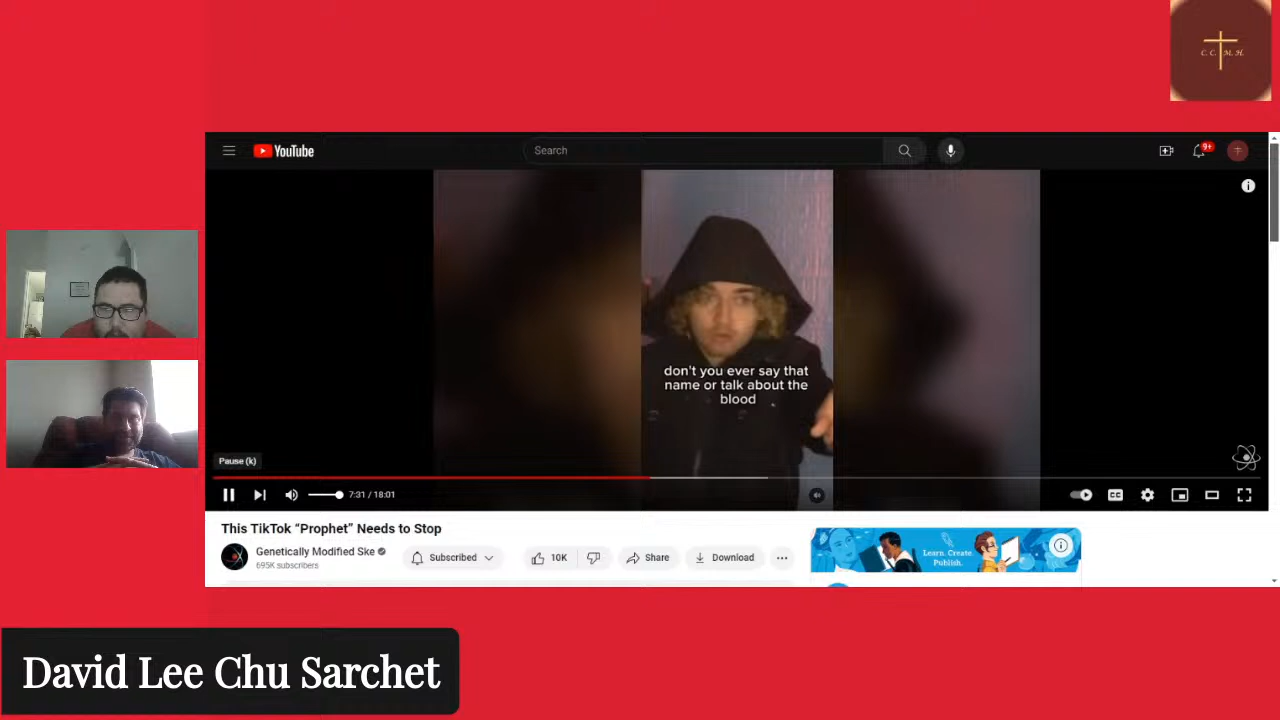 C. C. M. H.
YouTube
Search
9+
don't you ever say that
name or talk about the
blood
Pause (k)
7:31 / 18:01
CC
This TikTok “Prophet” Needs to Stop
Genetically Modified Ske
695K subscribers
Subscribed
10K
Share
Download
Learn. Create.
Publish.
David Lee Chu Sarchet